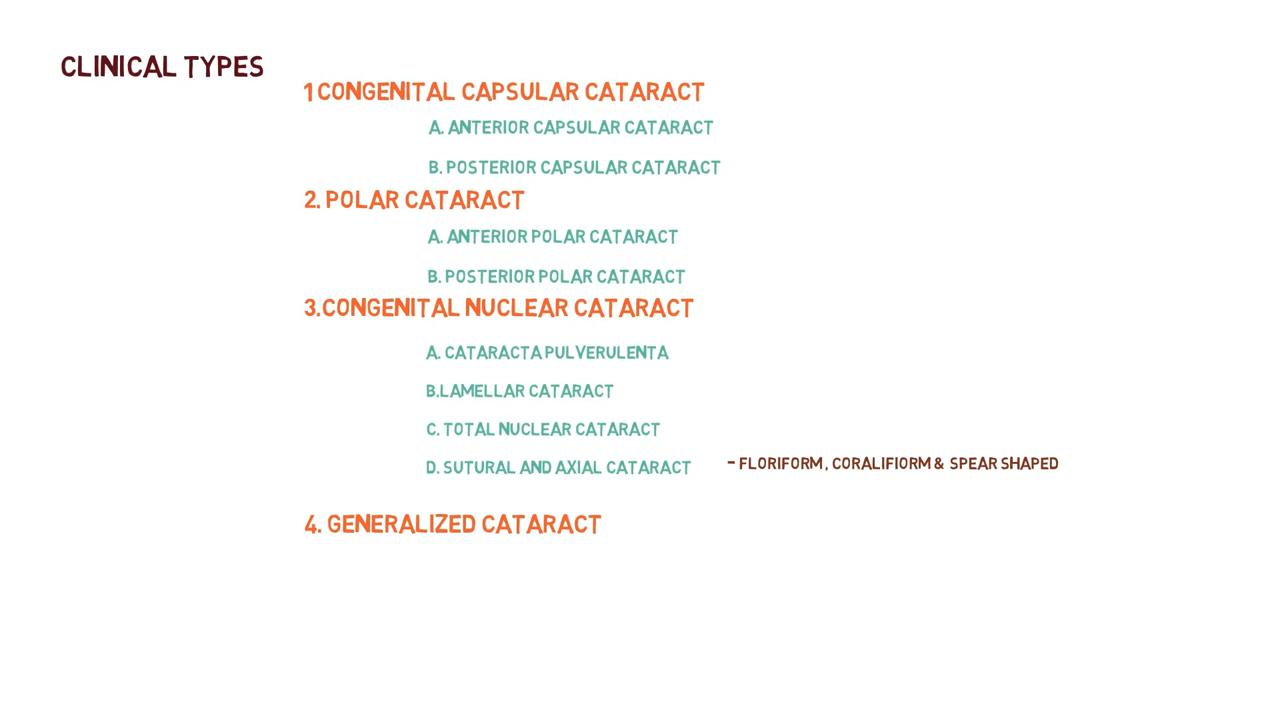 CLINICAL TYPES
1 CONGENITAL CAPSULAR CATARACT
A. ANTERIOR CAPSULAR CATARACT
B. POSTERIOR CAPSULAR CATARACT
2. POLAR CATARACT
A. ANTERIOR POLAR CATARACT
B. POSTERIOR POLAR CATARACT
3.CONGENITAL NUCLEAR CATARACT
A. CATARACTA PULVERULENTA
B.LAMELLAR CATARACT
C. TOTAL NUCLEAR CATARACT
D. SUTURAL AND AXIAL CATARACT - FLORIFORM , CORALIFIORM & SPEAR SHAPED
4. GENERALIZED CATARACT